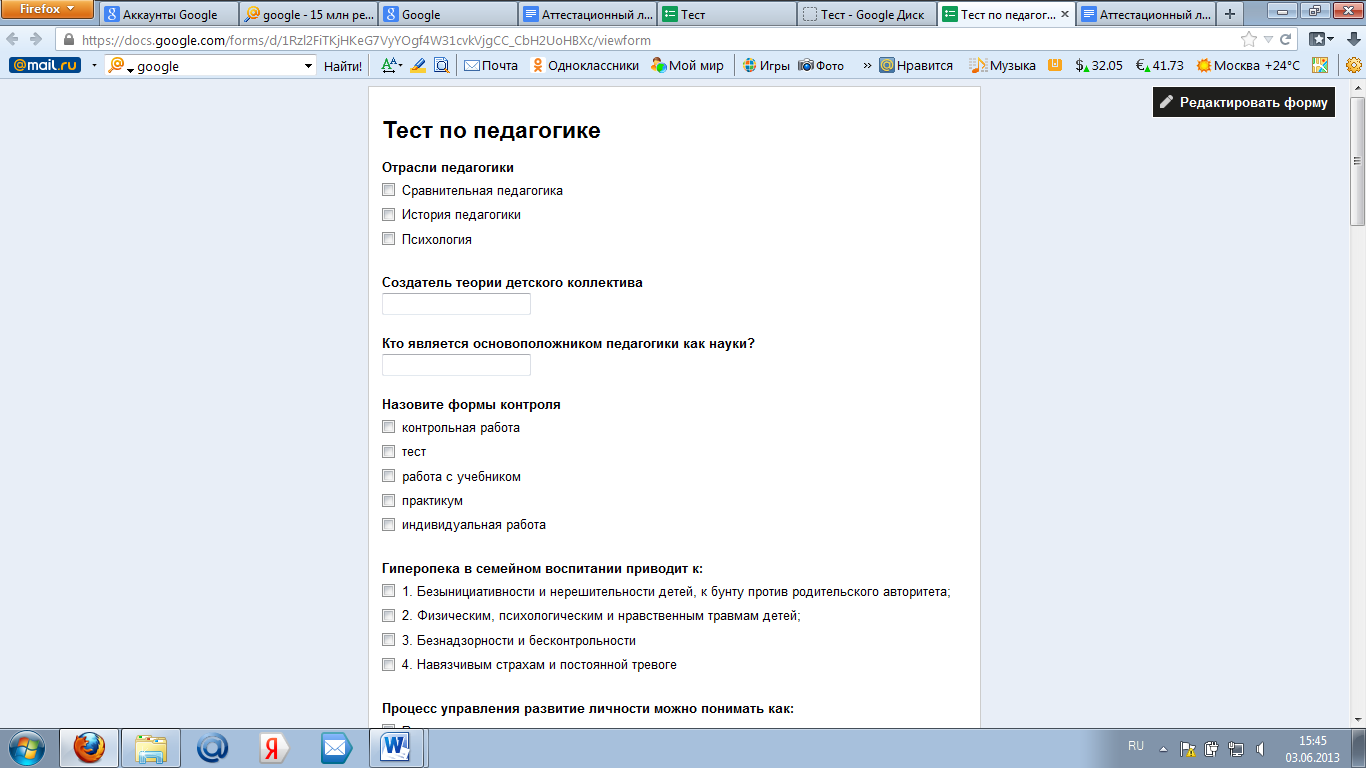 Firefox
Аккаунты Google
google - 15 млн ре...
Google
Аттестационный л...
Тест
Тест - Google Диск
Тест по педагог...
Аттестационный л...
https://docs.google.com/forms/d/1Rzl2FiTKjHKeG7VyYOgf4W31cvkVjgCC_CbH2UoHBXc/viewform
@mail.ru google Найти! Почта Одноклассники Мой мир Игры Фото » Нравится Музыка $ 32.05 € 41.73 Москва +24°C
Редактировать форму
Тест по педагогике
Отрасли педагогики
Сравнительная педагогика
История педагогики
Психология
Создатель теории детского коллектива
Кто является основоположником педагогики как науки?
Назовите формы контроля
контрольная работа
тест
работа с учебником
практикум
индивидуальная работа
Гиперопека в семейном воспитании приводит к:
1. Безынициативности и нерешительности детей, к бунту против родительского авторитета;
2. Физическим, психологическим и нравственным травмам детей;
3. Безнадзорности и бесконтрольности
4. Навязчивым страхам и постоянной тревоге
Процесс управления развитие личности можно понимать как:
RU
15:45
03.06.2013